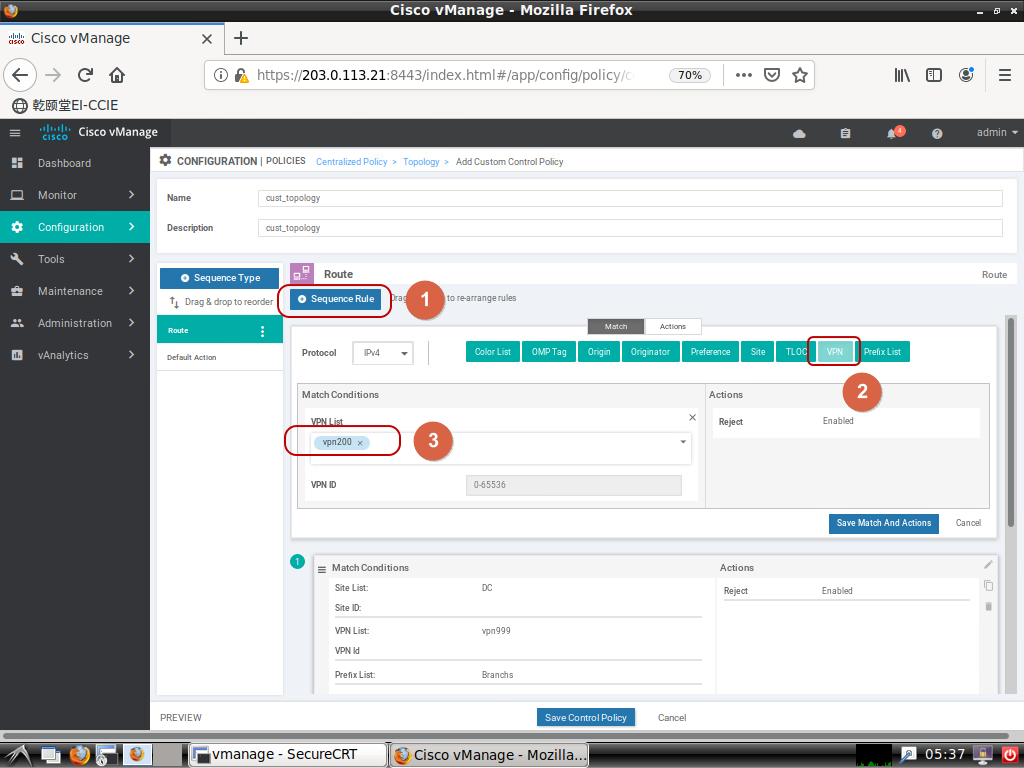 Cisco vManage - Mozilla Firefox
Cisco vManage
https://203.0.113.21:8443/index.html#/app/config/policy/c
70%
乾颐堂EI-CCIE
cisco Cisco vManage
4
admin
Dashboard
Monitor
Configuration
Tools
Maintenance
Administration
vAnalytics
CONFIGURATION | POLICIES Centralized Policy > Topology > Add Custom Control Policy
Name cust_topology
Description cust_topology
Sequence Type
Drag & drop to reorder
Route
Default Action
Route Route
Sequence Rule 1 to re-arrange rules
Match Actions
Protocol IPv4 Color List OMP Tag Origin Originator Preference Site TLOC VPN Prefix List
2
Match Conditions Actions
VPN List
Reject Enabled
vpn200 3
VPN ID 0-65536
Save Match And Actions Cancel
1 Match Conditions Actions
Site List: DC
Reject Enabled
Site ID:
VPN List: vpn999
VPN Id
Prefix List: Branchs
PREVIEW Save Control Policy Cancel
vmanage - SecureCRT Cisco vManage - Mozilla... 05:37